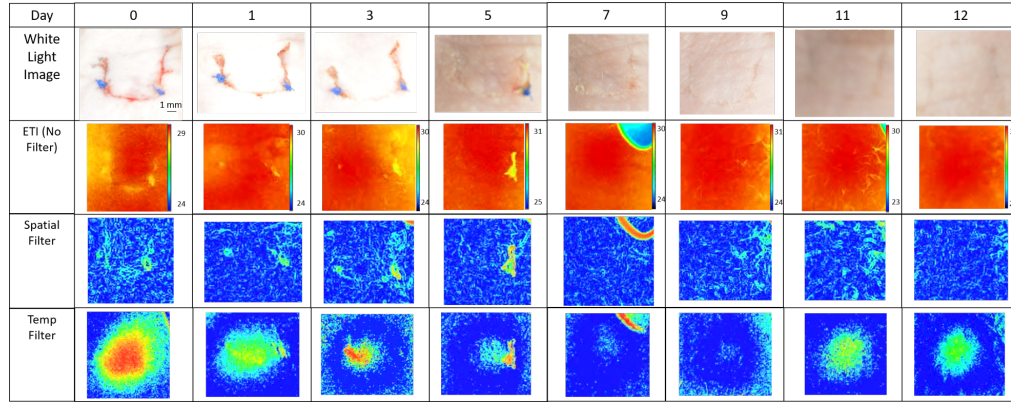 Day 0 1 3 5 7 9 11 12
White
Light
Image
1 mm
ETI (No
Filter)
29 30 30 31 30 31 30 30
24 24 24 25 24 24 23
Spatial
Filter
Temp
Filter